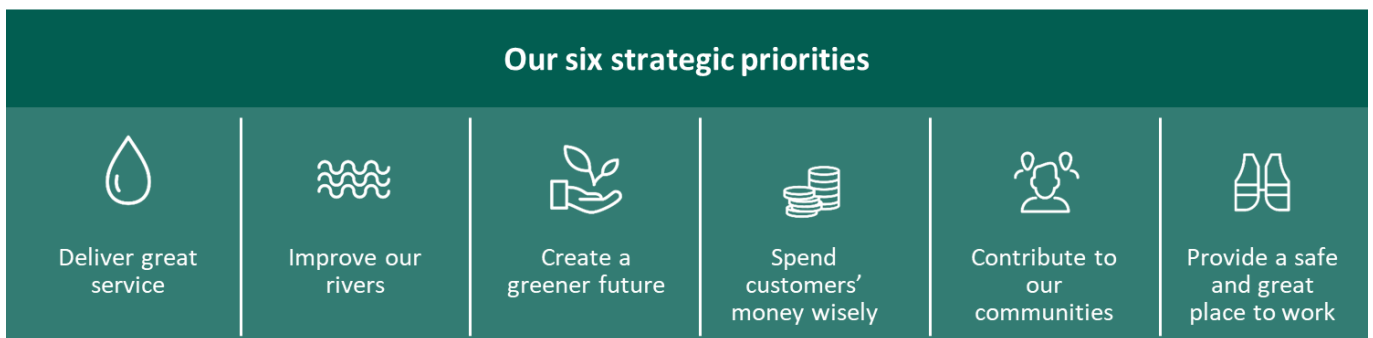 Our six strategic priorities
Deliver great
service
Improve our
rivers
Create a
greener future
Spend
customers’
money wisely
Contribute to
our
communities
Provide a safe
and great
place to work